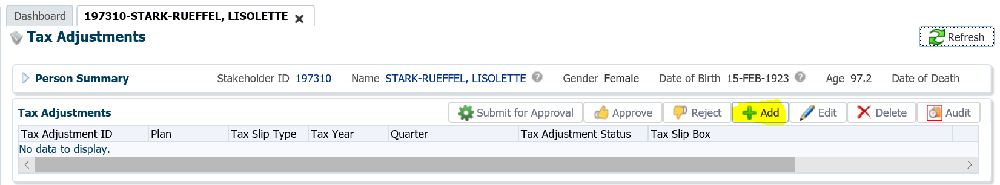 Dashboard 197310-STARK-RUEFFEL, LISOLETTE
Tax Adjustments Refresh
Person Summary Stakeholder ID 197310 Name STARK-RUEFFEL, LISOLETTE Gender Female Date of Birth 15-FEB-1923 Age 97.2 Date of Death
Tax Adjustments Submit for Approval Approve Reject Add Edit Delete Audit
Tax Adjustment ID Plan Tax Slip Type Tax Year Quarter Tax Adjustment Status Tax Slip Box
No data to display.